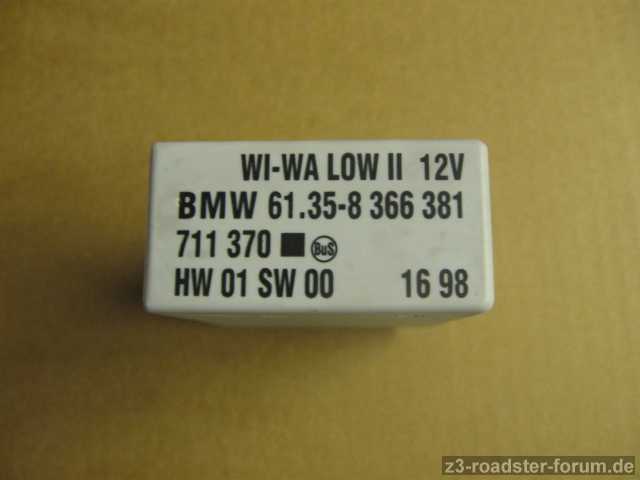 WI-WA LOW II 12V
BMW 61.35-8 366 381
711 370 ■ BuS
HW 01 SW 00 16 98
z3-roadster-forum.de